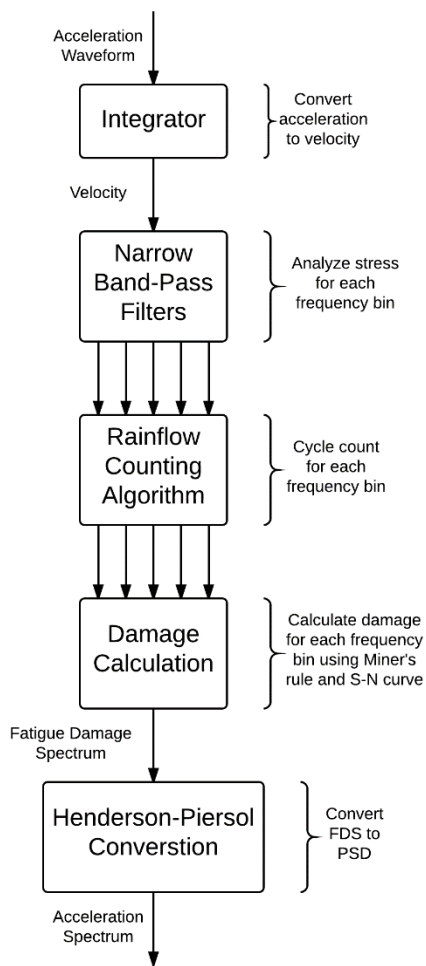 Acceleration
Waveform
Integrator
Convert
acceleration
to velocity
Velocity
Narrow
Band-Pass
Filters
Analyze stress
for each
frequency bin
Rainflow
Counting
Algorithm
Cycle count
for each
frequency bin
Damage
Calculation
Calculate damage
for each frequency
bin using Miner's
rule and S-N curve
Fatigue Damage
Spectrum
Henderson-Piersol
Converstion
Convert
FDS to
PSD
Acceleration
Spectrum